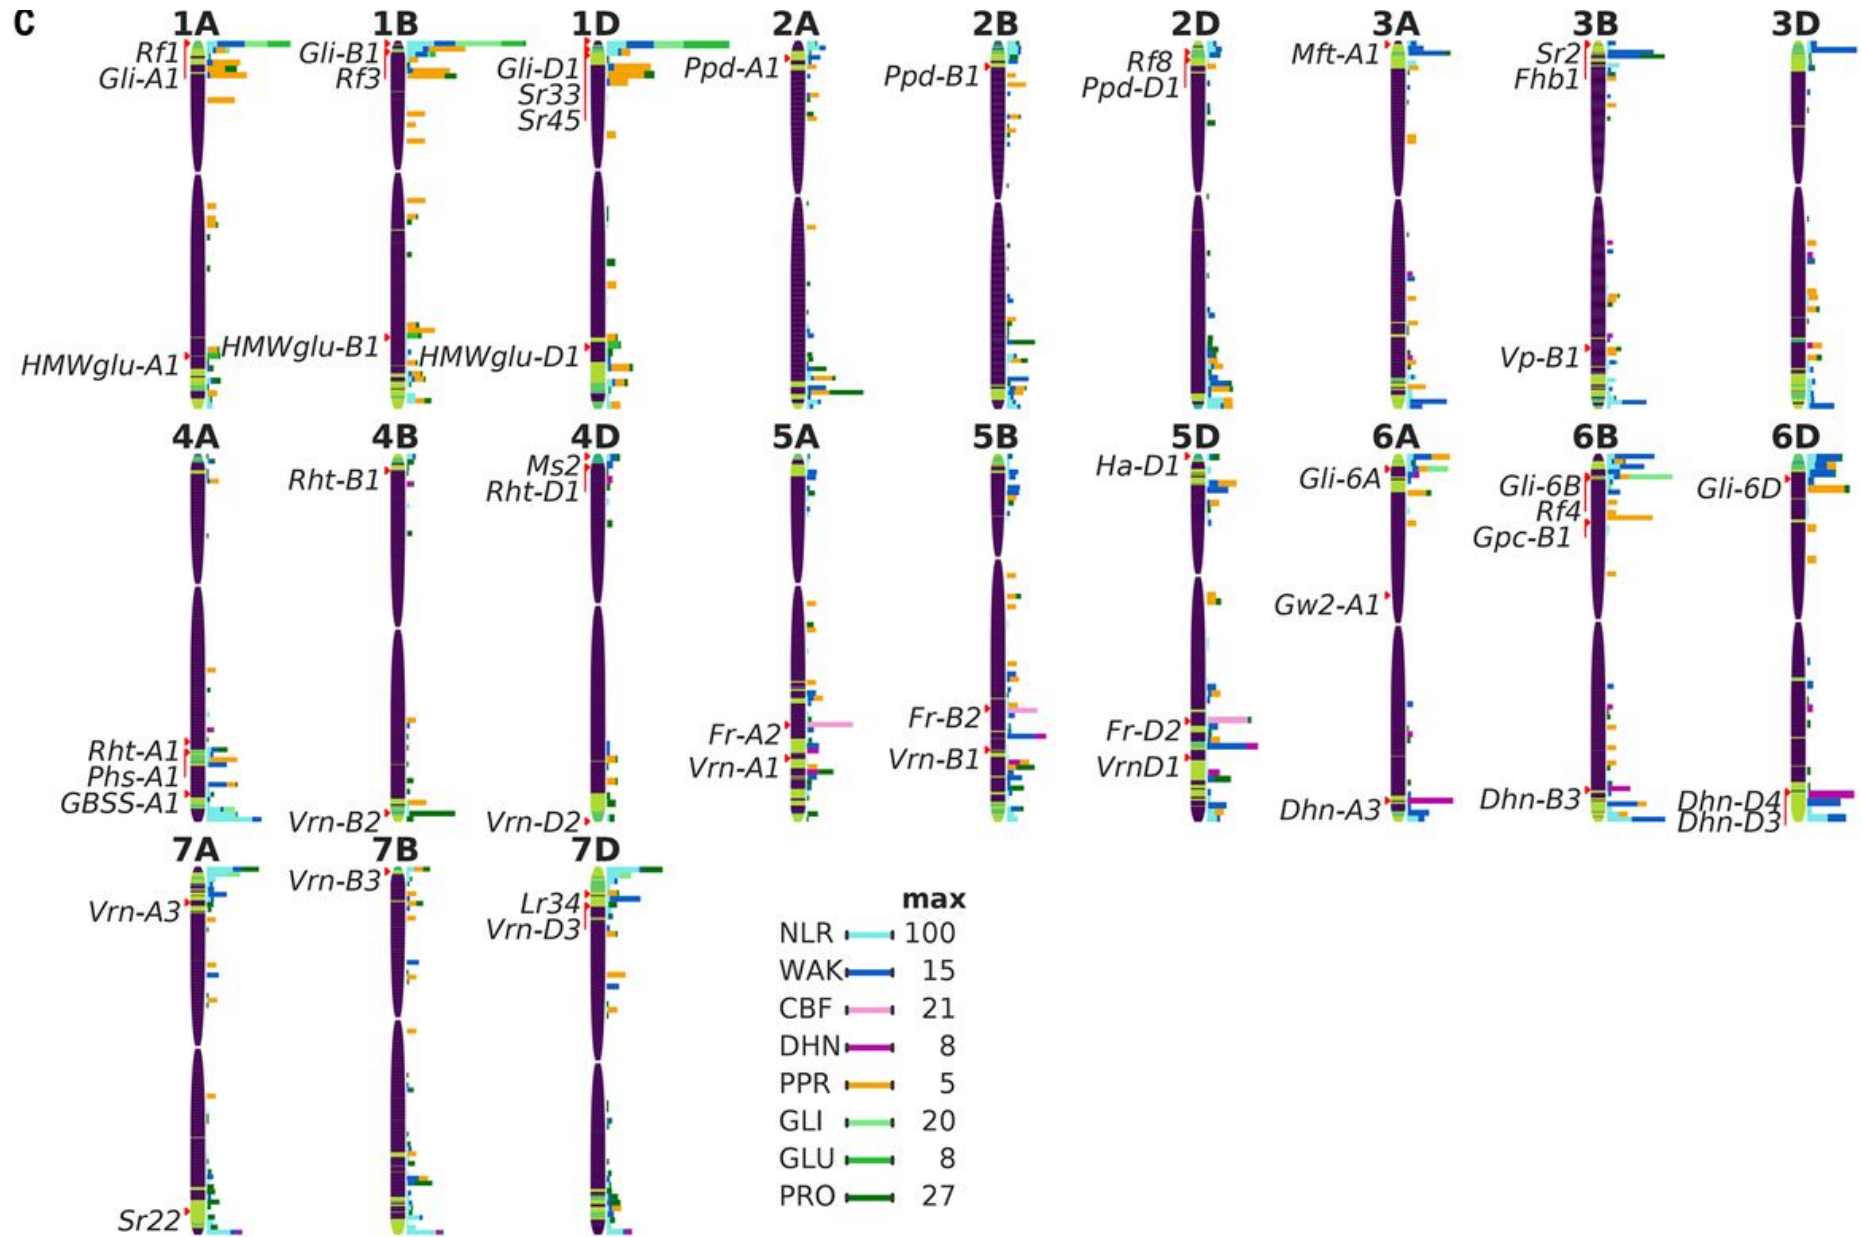 C
1A 1B 1D 2A 2B 2D 3A 3B 3D
Rf1
Gli-A1
HMWglu-A1
Gli-B1
Rf3
HMWglu-B1
Gli-D1
Sr33
Sr45
HMWglu-D1
Ppd-A1
Ppd-B1
Rf8
Ppd-D1
Mft-A1
Sr2
Fhb1
Vp-B1
4A 4B 4D 5A 5B 5D 6A 6B 6D
Rht-A1
Phs-A1
GBSS-A1
Rht-B1
Vrn-B2
Ms2
Rht-D1
Vrn-D2
Fr-A2
Vrn-A1
Fr-B2
Vrn-B1
Ha-D1
Fr-D2
VrnD1
Gli-6A
Gw2-A1
Dhn-A3
Gli-6B
Rf4
Gpc-B1
Dhn-B3
Gli-6D
Dhn-D4
Dhn-D3
7A 7B 7D
Vrn-A3
Sr22
Vrn-B3
Lr34
Vrn-D3
max
NLR 100
WAK 15
CBF 21
DHN 8
PPR 5
GLI 20
GLU 8
PRO 27